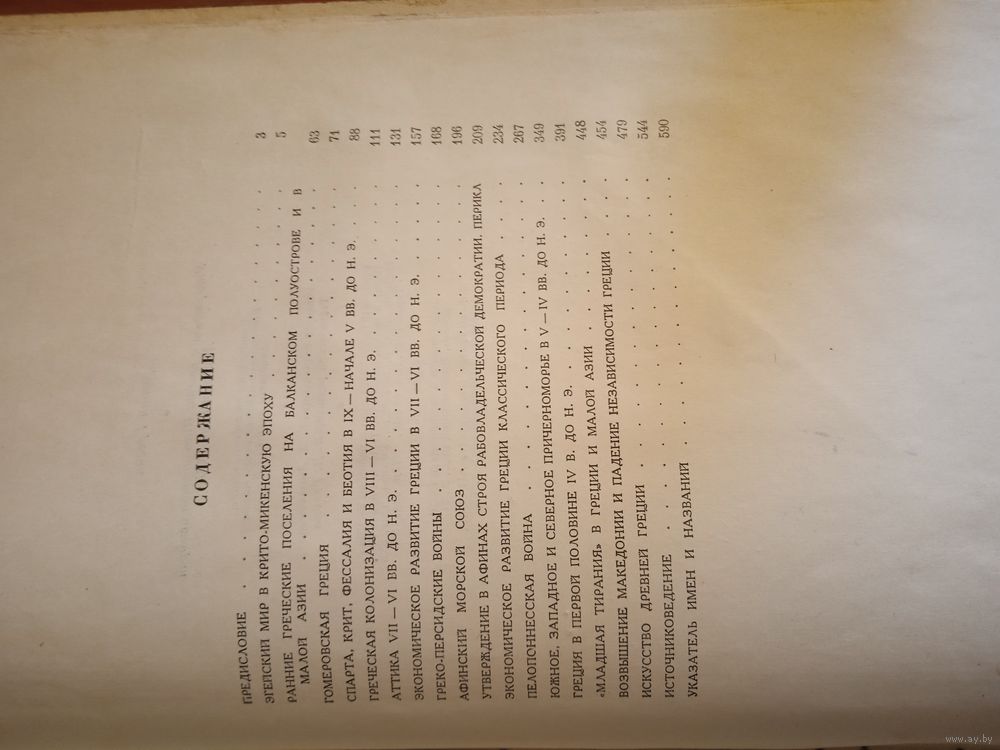 СОДЕРЖАНИЕ
ПРЕДИСЛОВИЕ . . . . . . . . . . . . . 3
ЭГЕЙСКИЙ МИР В КРИТО-МИКЕНСКУЮ ЭПОХУ . . . . . . . . 5
РАННИЕ ГРЕЧЕСКИЕ ПОСЕЛЕНИЯ НА БАЛКАНСКОМ ПОЛУОСТРОВЕ И В
МАЛОЙ АЗИИ . . . . . . . . . . . . . 63
ГОМЕРОВСКАЯ ГРЕЦИЯ . . . . . . . . . . . 71
СПАРТА, КРИТ, ФЕССАЛИЯ И БЕОТИЯ В IX — НАЧАЛЕ V ВВ. ДО Н. Э. . . . 88
ГРЕЧЕСКАЯ КОЛОНИЗАЦИЯ В VIII — VI ВВ. ДО Н. Э. . . . . . . 111
АТТИКА VII — VI ВВ. ДО Н. Э. . . . . . . . . . . 131
ЭКОНОМИЧЕСКОЕ РАЗВИТИЕ ГРЕЦИИ В VII — VI ВВ. ДО Н. Э. . . . . 157
ГРЕКО-ПЕРСИДСКИЕ ВОЙНЫ . . . . . . . . . . 168
АФИНСКИЙ МОРСКОЙ СОЮЗ . . . . . . . . . . 196
УТВЕРЖДЕНИЕ В АФИНАХ СТРОЯ РАБОВЛАДЕЛЬЧЕСКОЙ ДЕМОКРАТИИ. ПЕРИКЛ 209
ЭКОНОМИЧЕСКОЕ РАЗВИТИЕ ГРЕЦИИ КЛАССИЧЕСКОГО ПЕРИОДА . . . . 234
ПЕЛОПОННЕССКАЯ ВОЙНА . . . . . . . . . . 267
ЮЖНОЕ, ЗАПАДНОЕ И СЕВЕРНОЕ ПРИЧЕРНОМОРЬЕ В V — IV ВВ. ДО Н. Э. . . 349
ГРЕЦИЯ В ПЕРВОЙ ПОЛОВИНЕ IV В. ДО Н. Э. . . . . . . . 391
«МЛАДШАЯ ТИРАНИЯ» В ГРЕЦИИ И МАЛОЙ АЗИИ . . . . . . 448
ВОЗВЫШЕНИЕ МАКЕДОНИИ И ПАДЕНИЕ НЕЗАВИСИМОСТИ ГРЕЦИИ . . . 454
ИСКУССТВО ДРЕВНЕЙ ГРЕЦИИ . . . . . . . . . . 479
ИСТОЧНИКОВЕДЕНИЕ . . . . . . . . . . . 544
УКАЗАТЕЛЬ ИМЕН И НАЗВАНИЙ . . . . . . . . . 590
www.ay.by